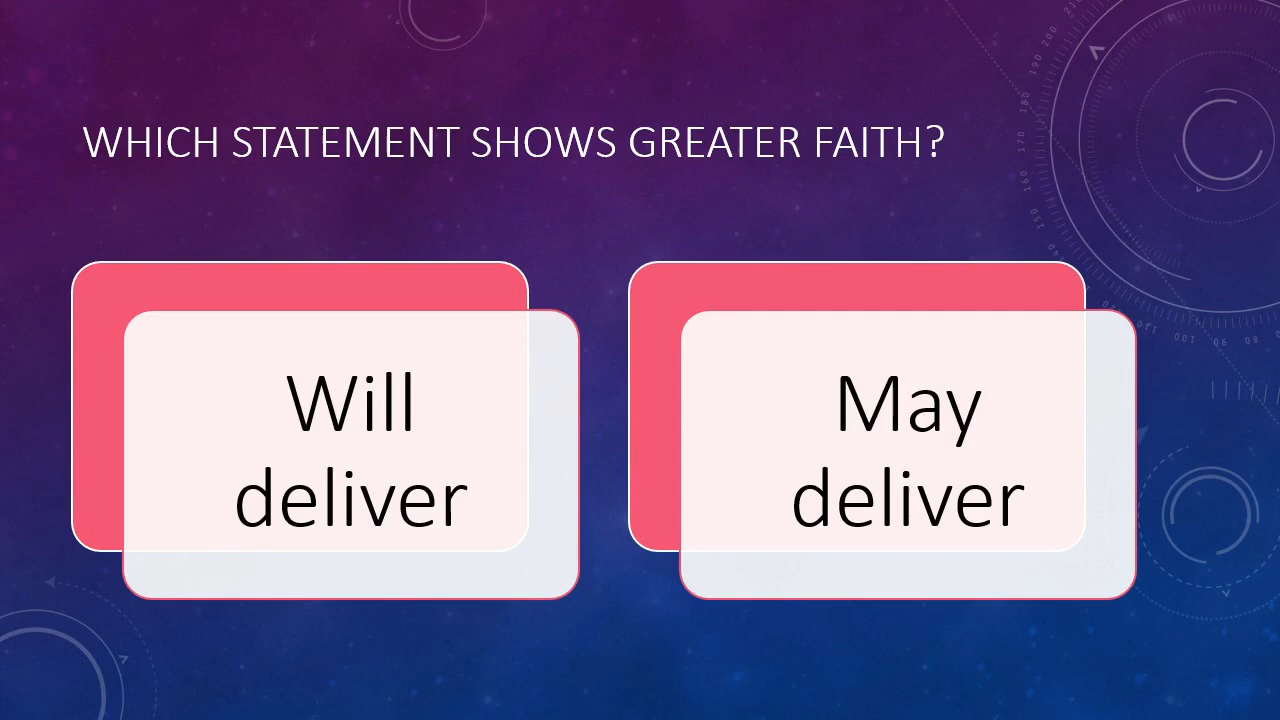 WHICH STATEMENT SHOWS GREATER FAITH?
Will
deliver
May
deliver